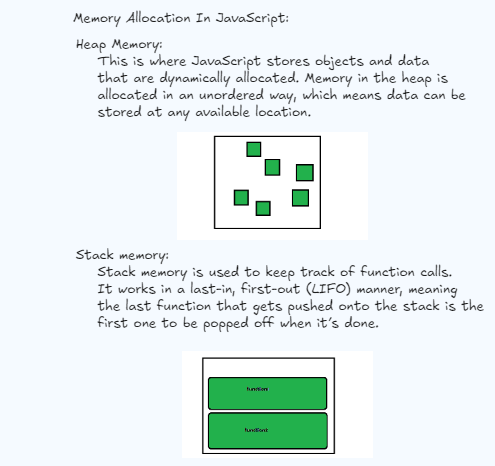 Memory Allocation In JavaScript:
Heap Memory:
This is where JavaScript stores objects and data
that are dynamically allocated. Memory in the heap is
allocated in an unordered way, which means data can be
stored at any available location.
Stack memory:
Stack memory is used to keep track of function calls.
It works in a last-in, first-out (LIFO) manner, meaning
the last function that gets pushed onto the stack is the
first one to be popped off when it's done.